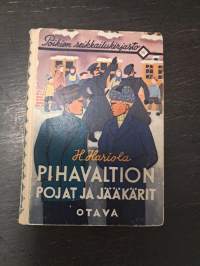 Poikien seikkailukirjasto
H. Hariola
PIHAVALTION
POJAT JA JÄÄKÄRIT
OTAVA